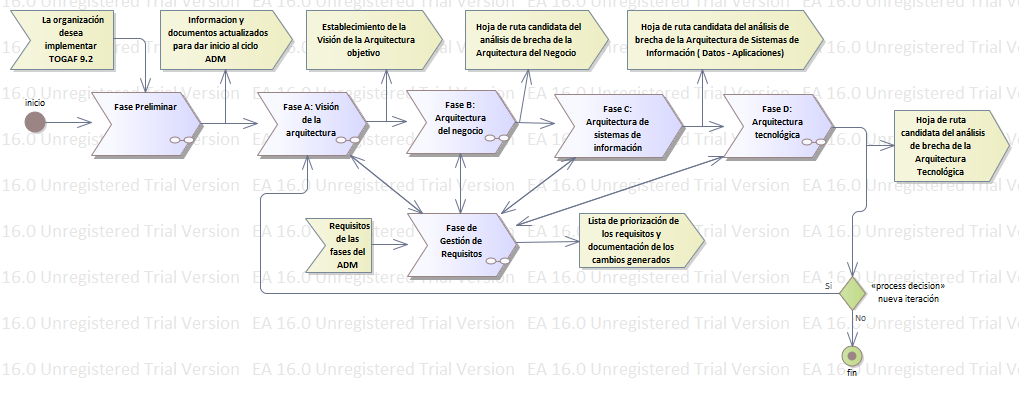 La organización
desea
implementar
TOGAF 9.2
Informacion y
documentos actualizados
para dar inicio al ciclo
ADM
Establecimiento de la
Visión de la Arquitectura
objetivo
Hoja de ruta candidata del
análisis de brecha de la
Arquitectura del Negocio
Hoja de ruta candidata del análisis de
brecha de la Arquitectura de Sistemas de
Información ( Datos - Aplicaciones)
inicio
Fase Preliminar
Fase A: Visión
de la
arquitectura
Fase B:
Arquitectura
del negocio
Fase C:
Arquitectura de
sistemas de
información
Fase D:
Arquitectura
tecnológica
Hoja de ruta
candidata del análisis
de brecha de la
Arquitectura
Tecnológica
Requisitos
de las
fases del
ADM
Fase de
Gestión de
Requisitos
Lista de priorización de
los requisitos y
documentación de los
cambios generados
Si
«process decision»
nueva iteración
No
fin
EA 16.0 Unregistered Trial Version